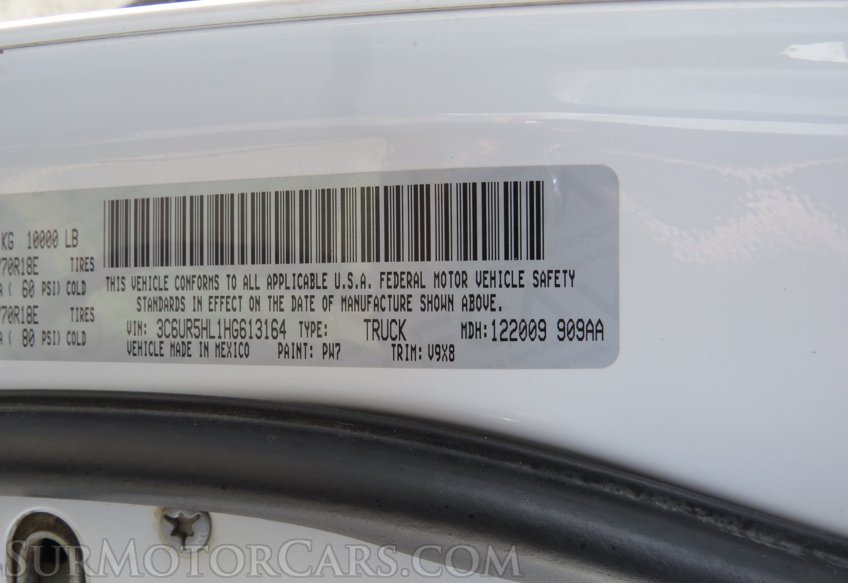 KG 10000 LB
70R18E TIRES
( 60 PSI) COLD
70R18E TIRES
A ( 80 PSI) COLD
THIS VEHICLE CONFORMS TO ALL APPLICABLE U.S.A. FEDERAL MOTOR VEHICLE SAFETY
STANDARDS IN EFFECT ON THE DATE OF MANUFACTURE SHOWN ABOVE.
VIN: 3C6UR5HL1HG613164 TYPE: TRUCK MDH: 122009 909AA
VEHICLE MADE IN MEXICO PAINT: PW7 TRIM: V9X8
SURMOTORCARS.COM